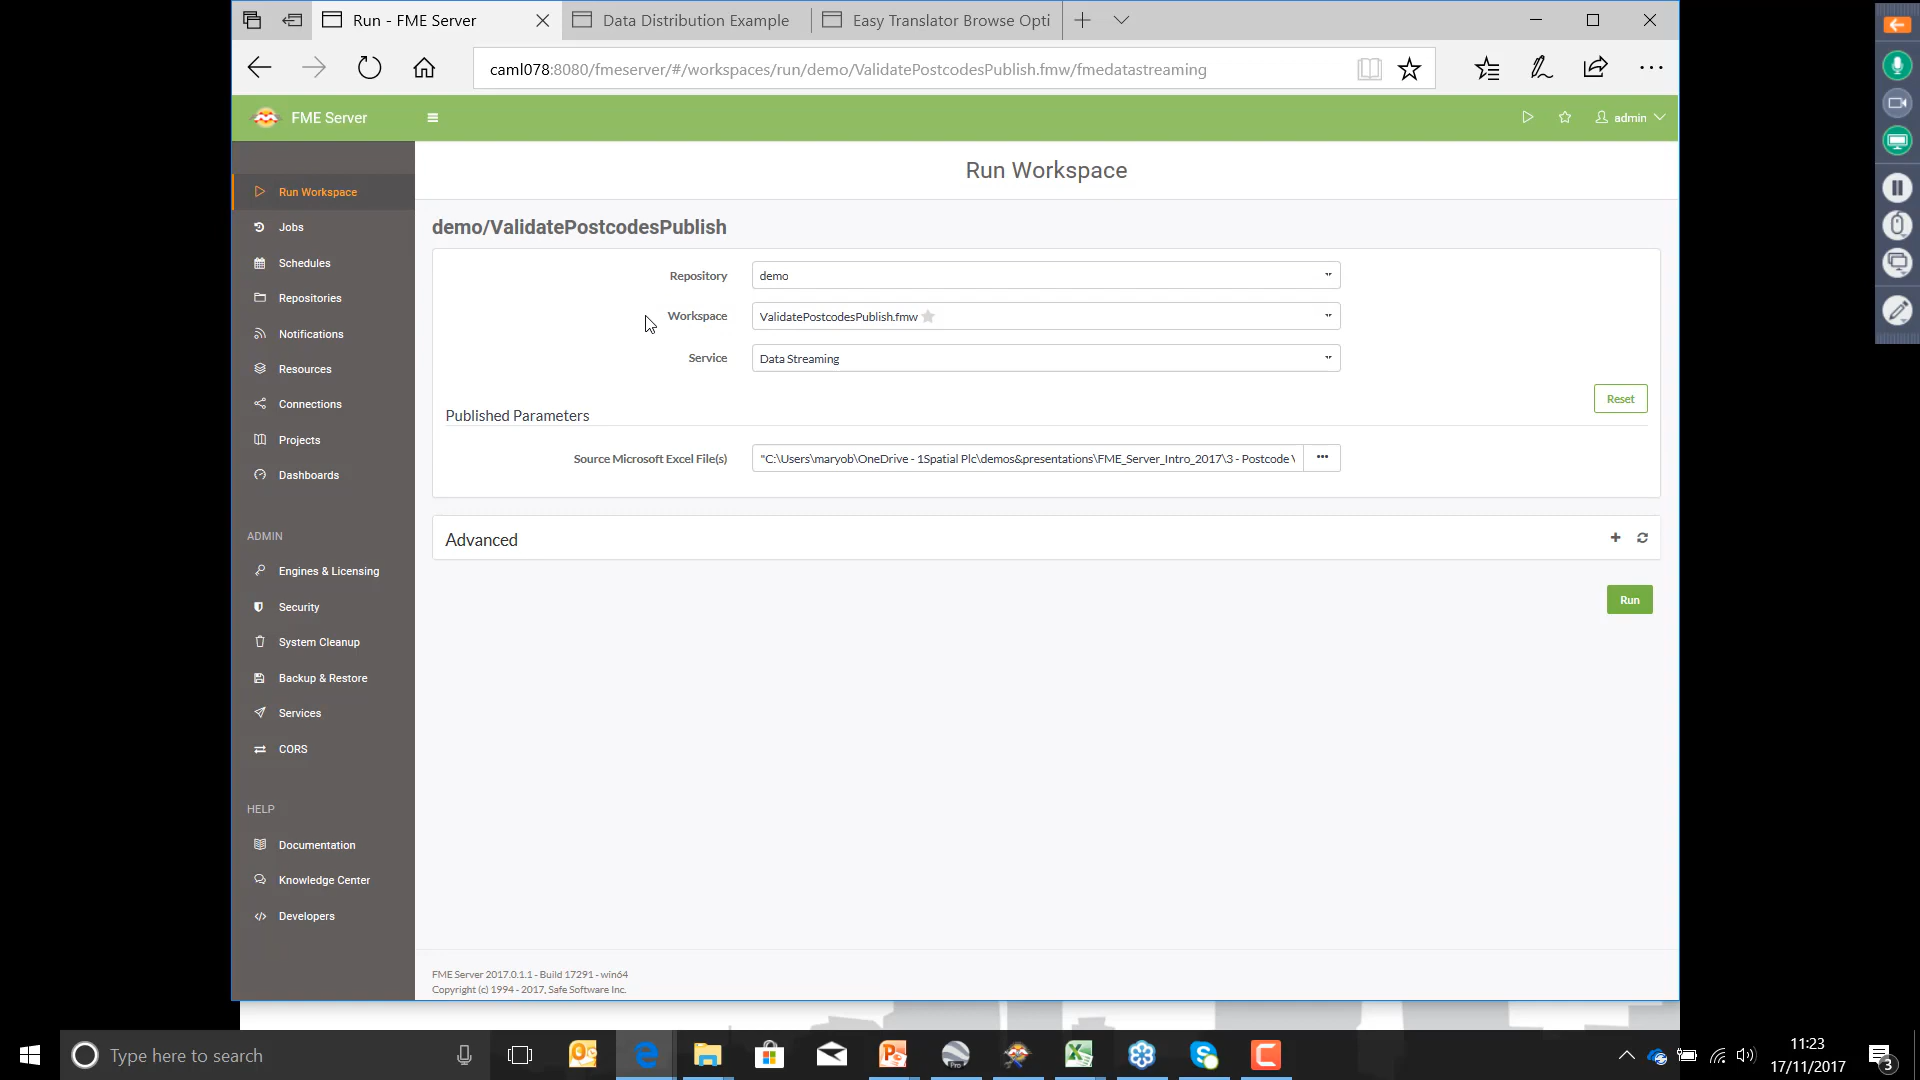 Run - FME Server
Data Distribution Example
Easy Translator Browse Opti
caml078:8080/fmeserver/#/workspaces/run/demo/ValidatePostcodesPublish.fmw/fmedatastreaming
FME Server
admin
Run Workspace
Run Workspace
Jobs
Schedules
Repositories
Notifications
Resources
Connections
Projects
Dashboards
ADMIN
Engines & Licensing
Security
System Cleanup
Backup & Restore
Services
CORS
HELP
Documentation
Knowledge Center
Developers
demo/ValidatePostcodesPublish
Repository
demo
Workspace
ValidatePostcodesPublish.fmw
Service
Data Streaming
Reset
Published Parameters
Source Microsoft Excel File(s)
"C:\Users\maryob\OneDrive - 1Spatial Plc\demos&presentations\FME_Server_Intro_2017\3 - Postcode
Advanced
Run
FME Server 2017.0.1.1 - Build 17291 - win64
Copyright (c) 1994 - 2017, Safe Software Inc.
Type here to search
Pro
11:23
17/11/2017
3